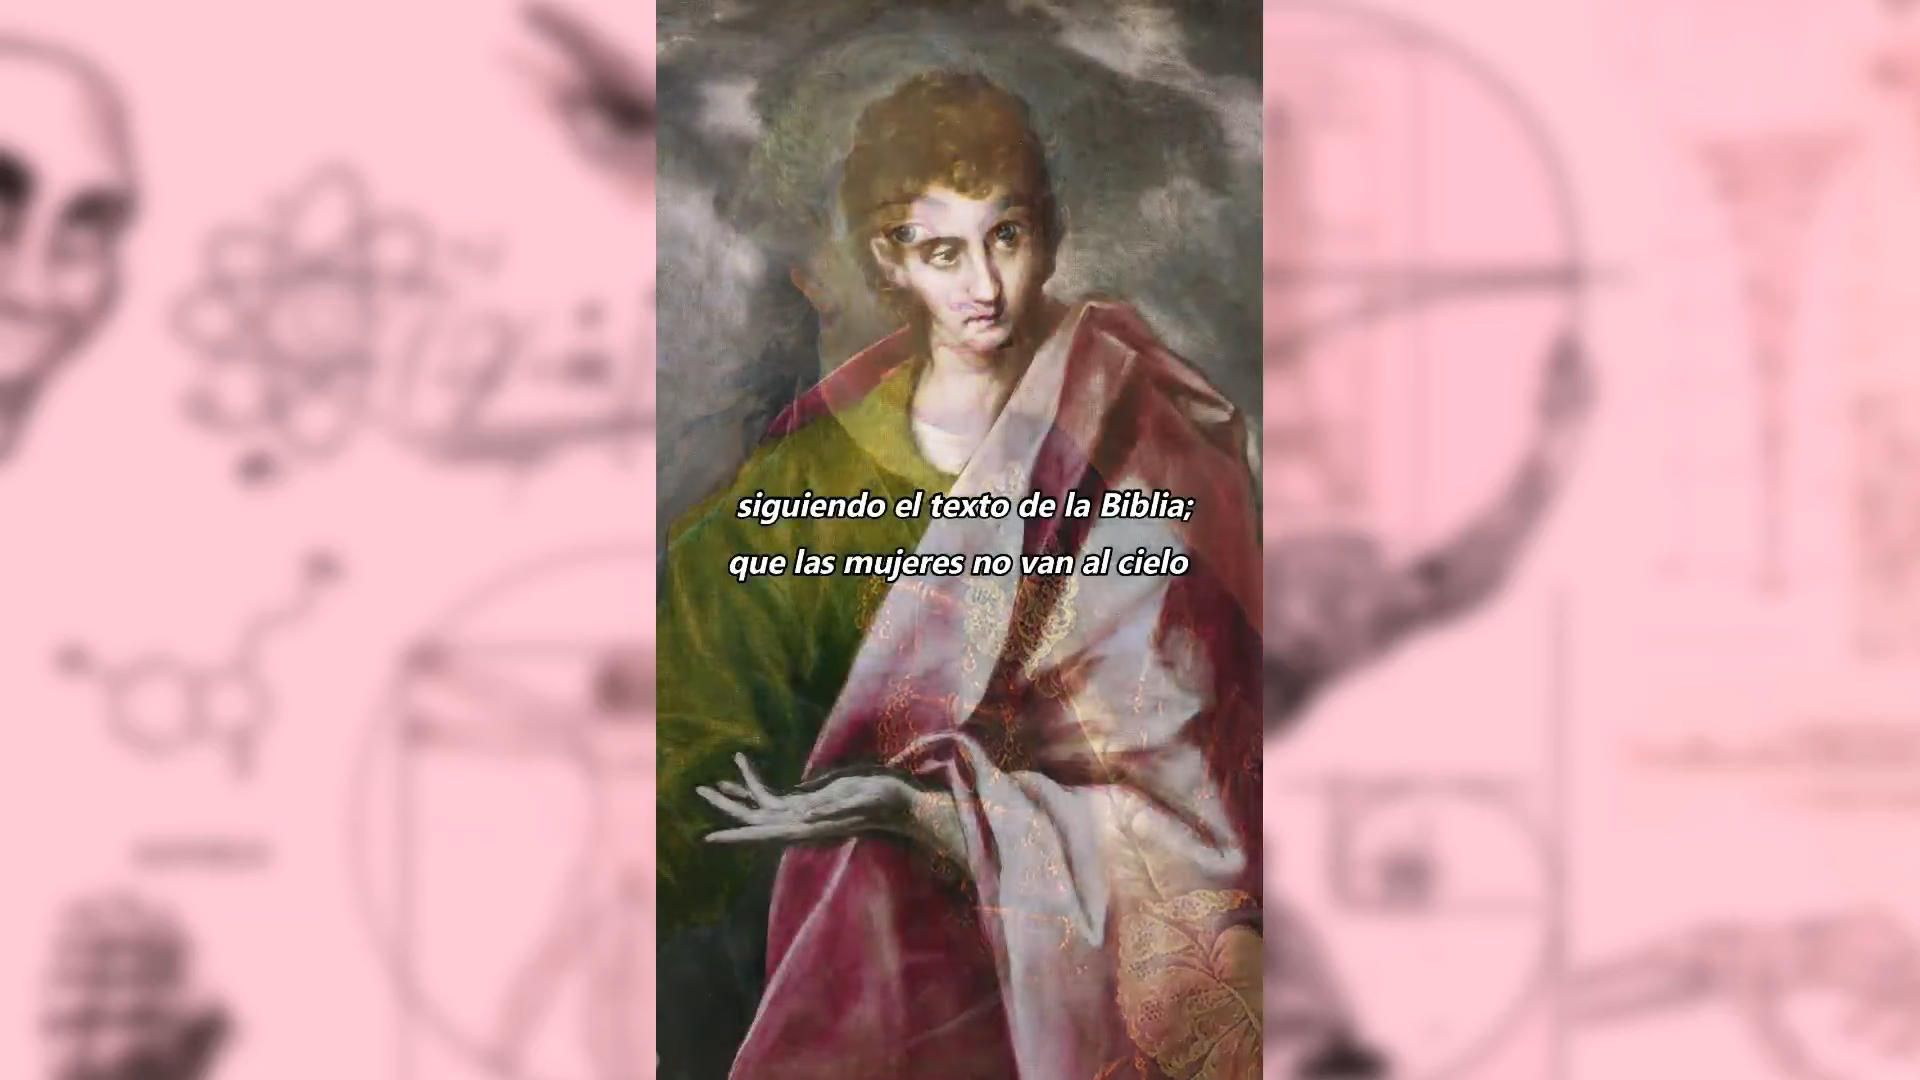 siguiendo el texto de la Biblia;
que las mujeres no van al cielo